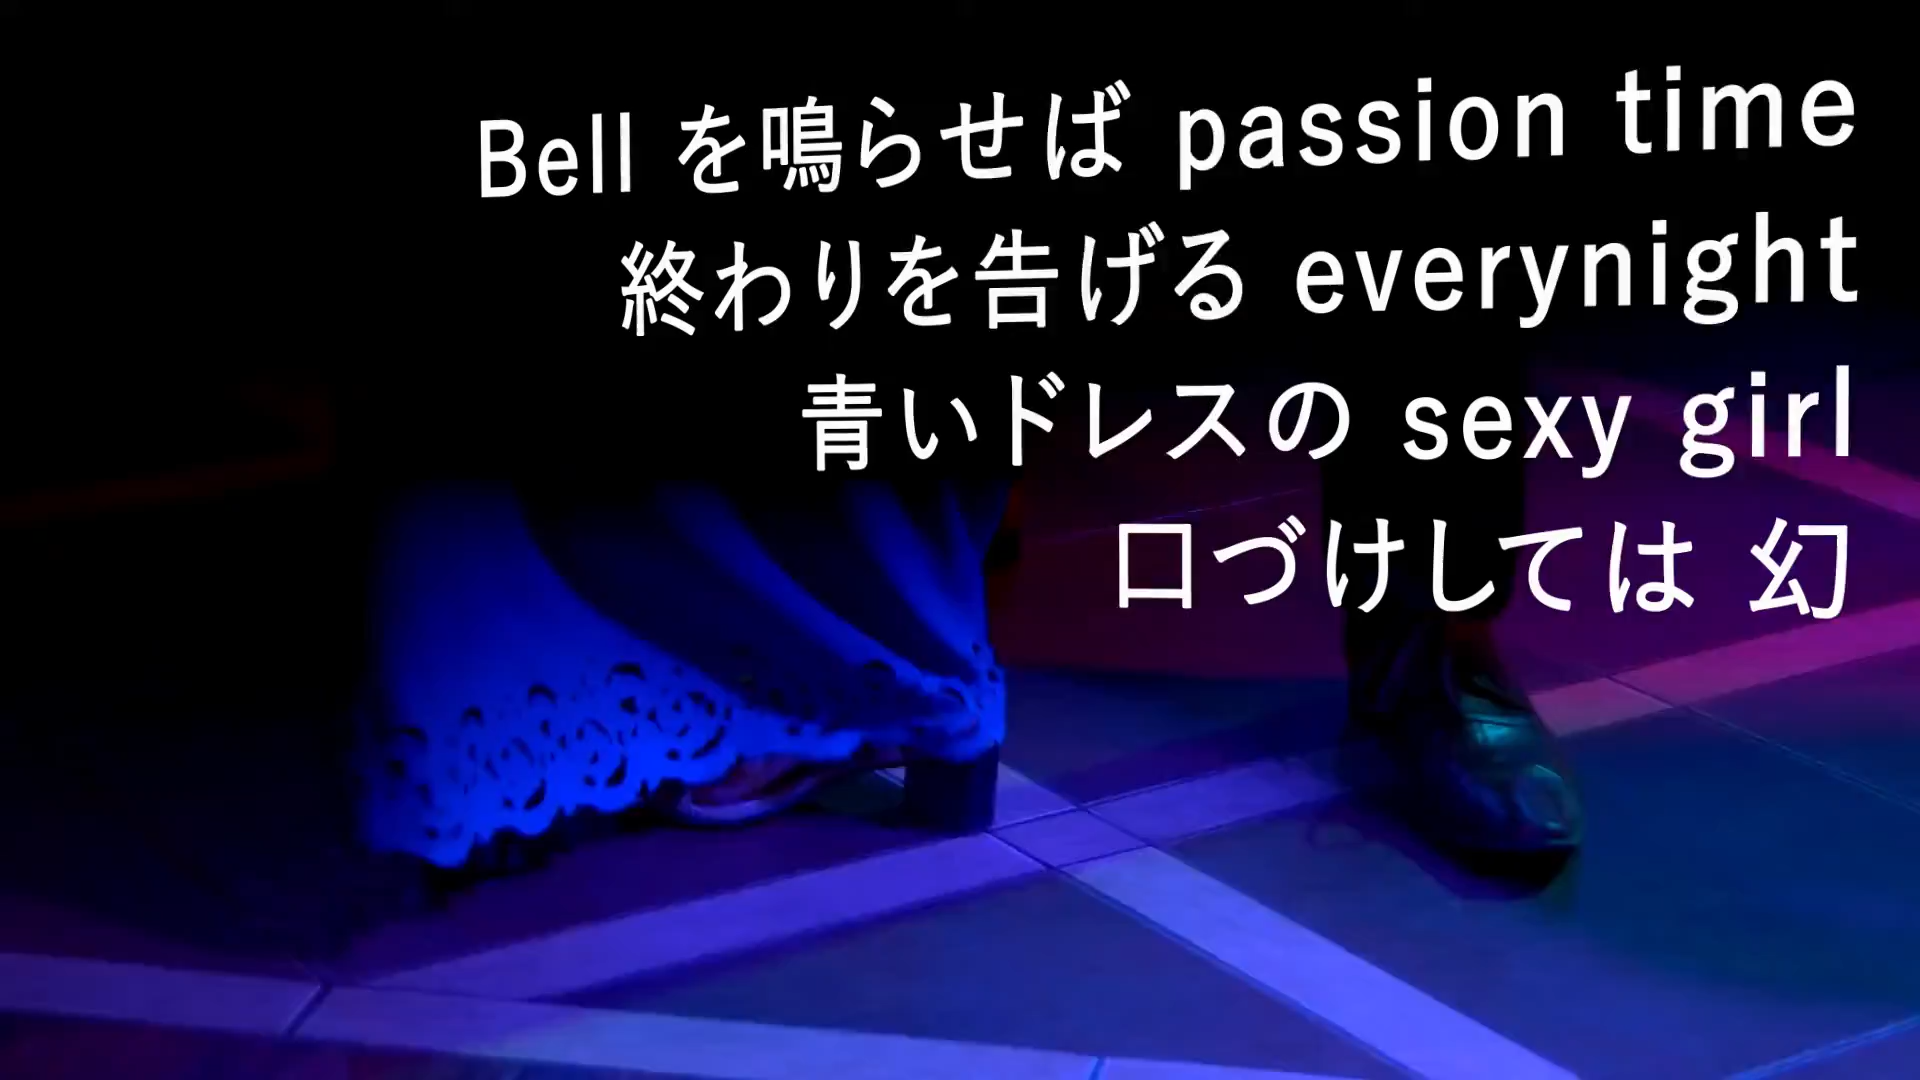 Bell を鳴らせば passion time
終わりを告げる everynight
青いドレスの sexy girl
口づけしては 幻